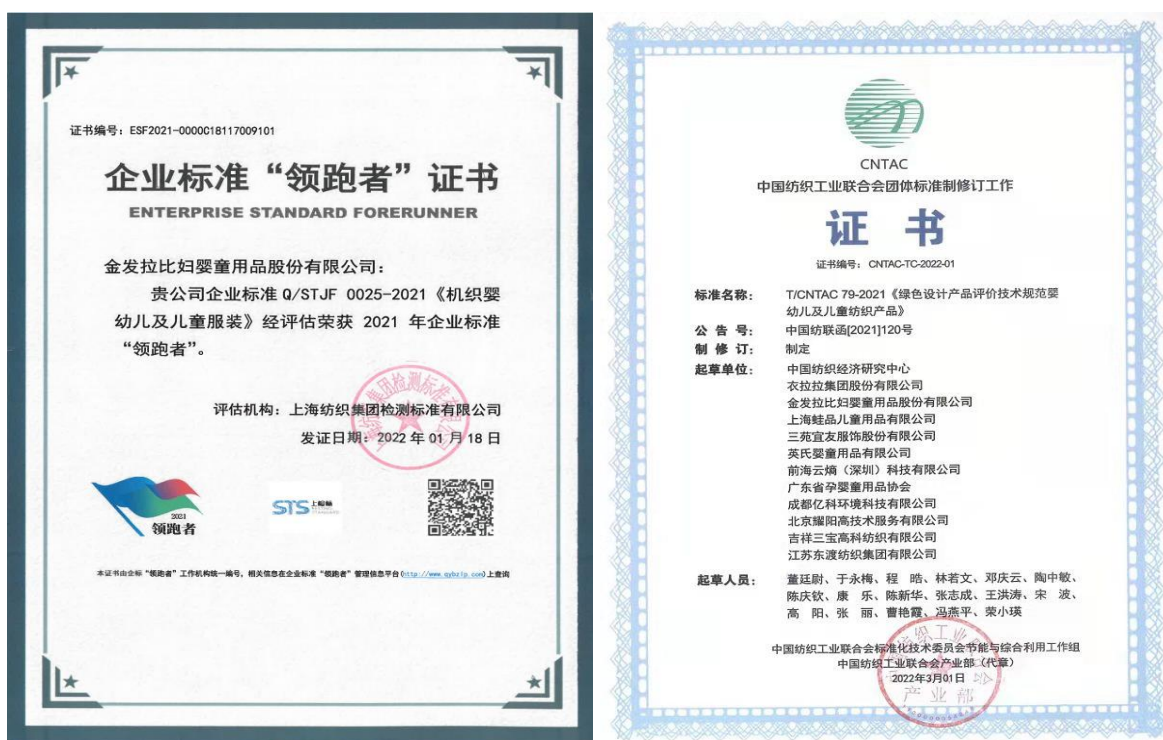 证书编号：ESF2021-0000C18117009101
企业标准“领跑者”证书
ENTERPRISE STANDARD FORERUNNER
金发拉比妇婴童用品股份有限公司：
贵公司企业标准 Q/STJF 0025-2021《机织婴
幼儿及儿童服装》经评估荣获 2021 年企业标准
“领跑者”。
评估机构：上海纺织集团检测标准有限公司
发证日期：2022 年 01 月 18 日
2021
领跑者
STS
本证书由企标“领跑者”工作机构统一编号，相关信息在企业标准“领跑者”管理信息平台(http://www.qybzlp.com)上查询
CNTAC
中国纺织工业联合会团体标准制修订工作
证 书
证书编号： CNTAC-TC-2022-01
标准名称： T/CNTAC 79-2021《绿色设计产品评价技术规范婴
幼儿及儿童纺织产品》
公 告 号： 中国纺联函[2021]120号
制 修 订： 制定
起草单位： 中国纺织经济研究中心
衣拉拉集团股份有限公司
金发拉比妇婴童用品股份有限公司
上海蛙品儿童用品有限公司
三苑宜友服饰股份有限公司
英氏婴童用品有限公司
前海云熵（深圳）科技有限公司
广东省孕婴童用品协会
成都亿科环境科技有限公司
北京耀阳高技术服务有限公司
吉祥三宝高科纺织有限公司
江苏东渡纺织集团有限公司
起草人员： 董廷尉、于永梅、程 皓、林若文、邓庆云、陶中敏、
陈庆钦、康 乐、陈新华、张志成、王洪涛、宋 波、
高 阳、张 丽、曹艳霞、冯燕平、荣小瑛
中国纺织工业联合会标准化技术委员会节能与综合利用工作组
中国纺织工业联合会产业部（代章）
2022年3月01日
产 业 部